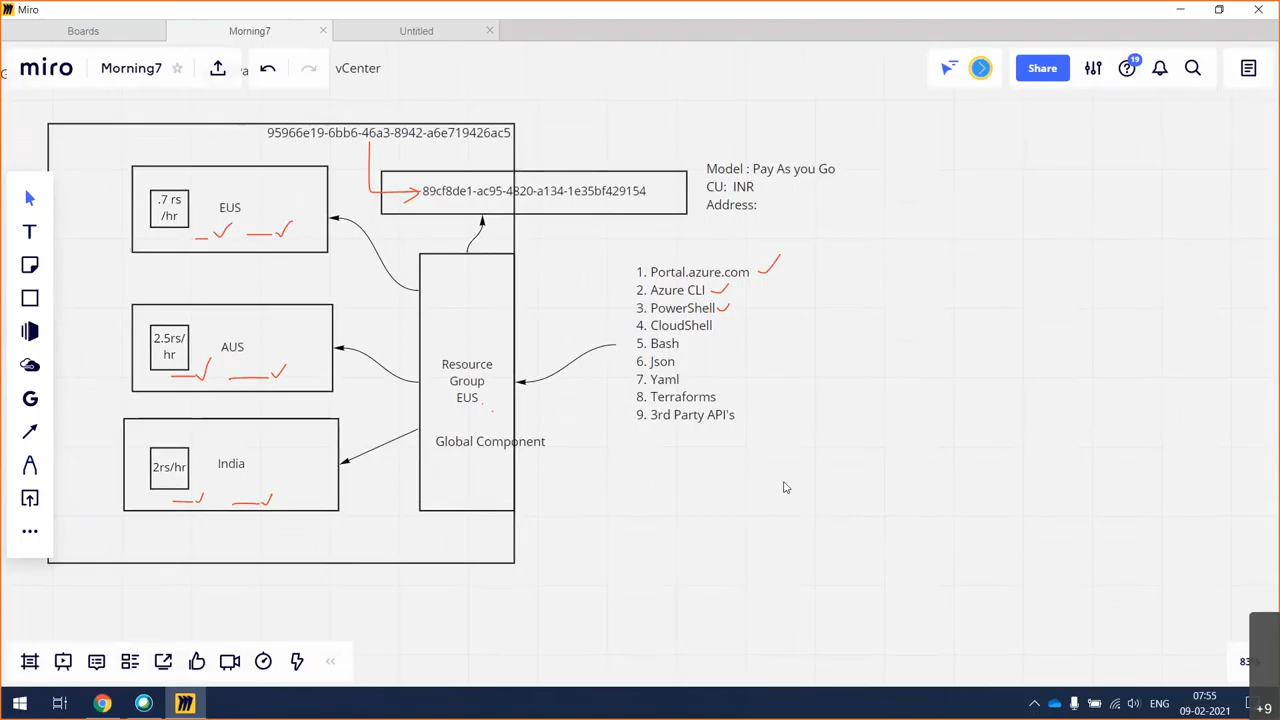 Miro
Boards
Morning7
Untitled
miro
Morning7
va
vCenter
Share
19
95966e19-6bb6-46a3-8942-a6e719426ac5
89cf8de1-ac95-4820-a134-1e35bf429154
Model : Pay As you Go
CU: INR
Address:
.7 rs
/hr
EUS
2.5rs/
hr
AUS
2rs/hr
India
Resource
Group
EUS
Global Component
1. Portal.azure.com
2. Azure CLI
3. PowerShell
4. CloudShell
5. Bash
6. Json
7. Yaml
8. Terraforms
9. 3rd Party API's
ENG
07:55
09-02-2021
+9